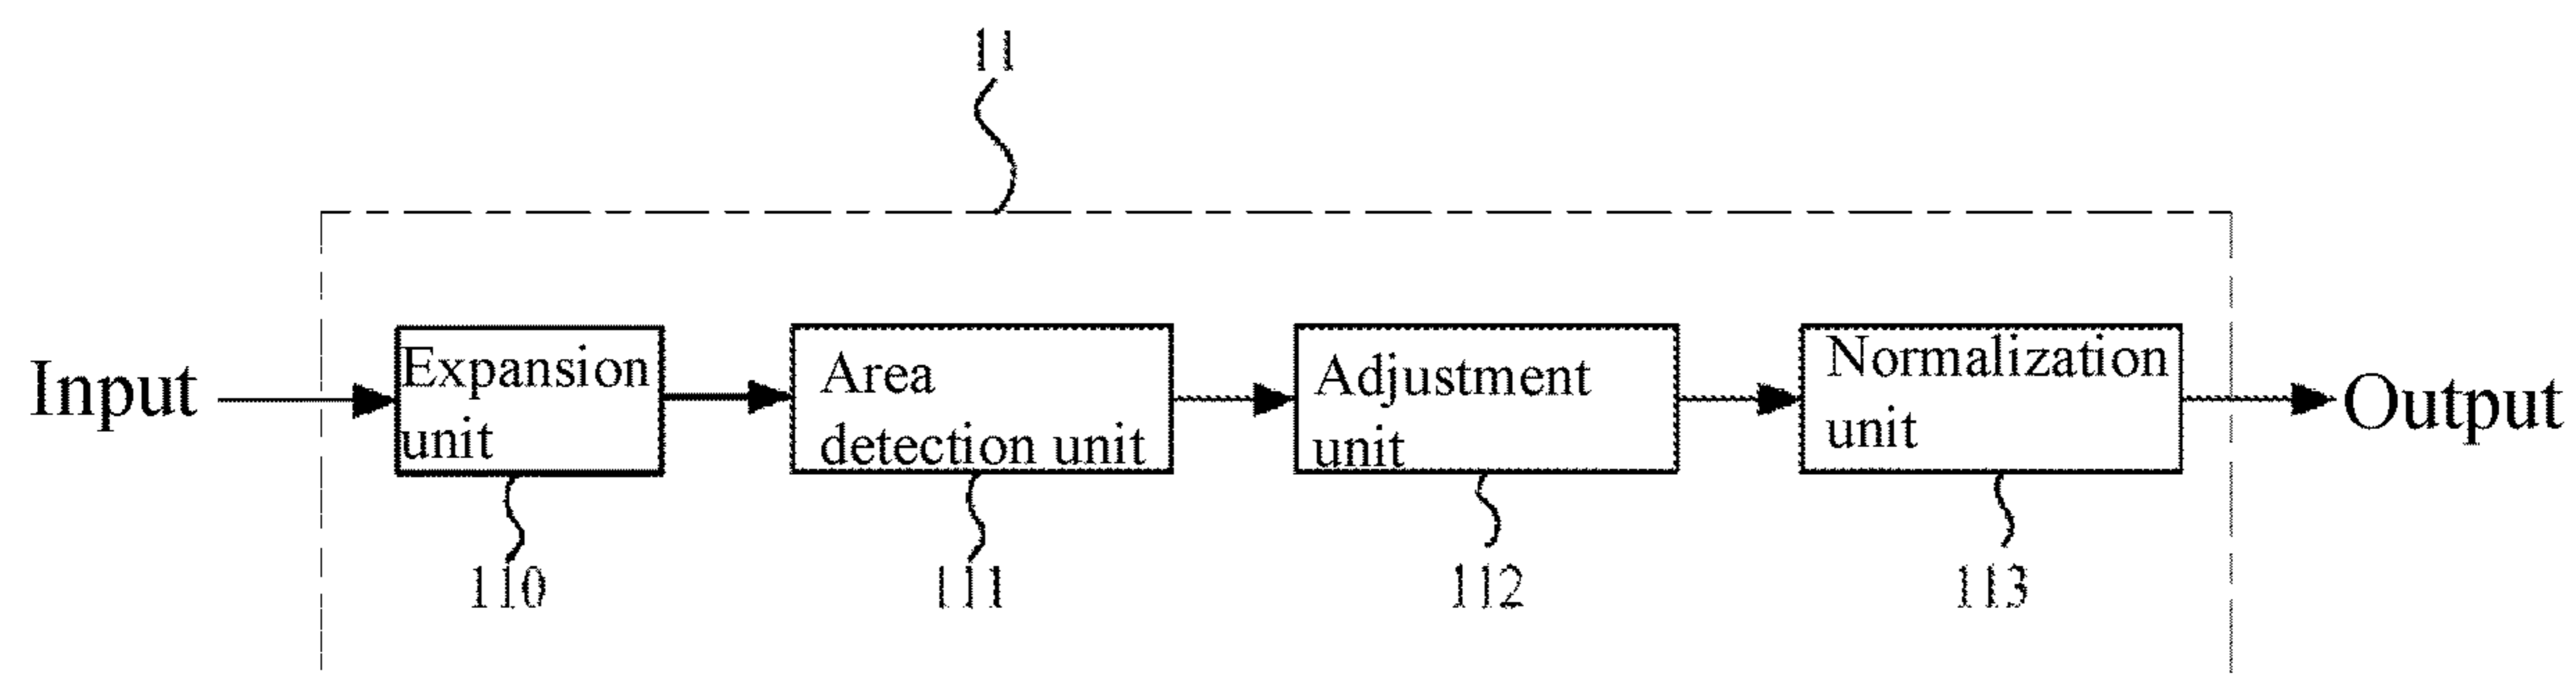 11
Input
Expansion
unit
Area
detection unit
Adjustment
unit
Normalization
unit
Output
110
111
112
113